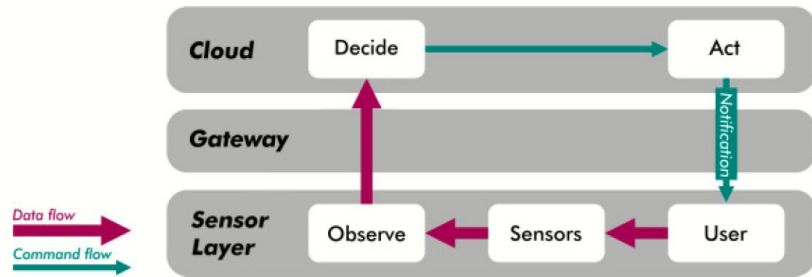 Cloud
Decide
Act
Notification
Gateway
Data flow
Command flow
Sensor
Layer
Observe
Sensors
User